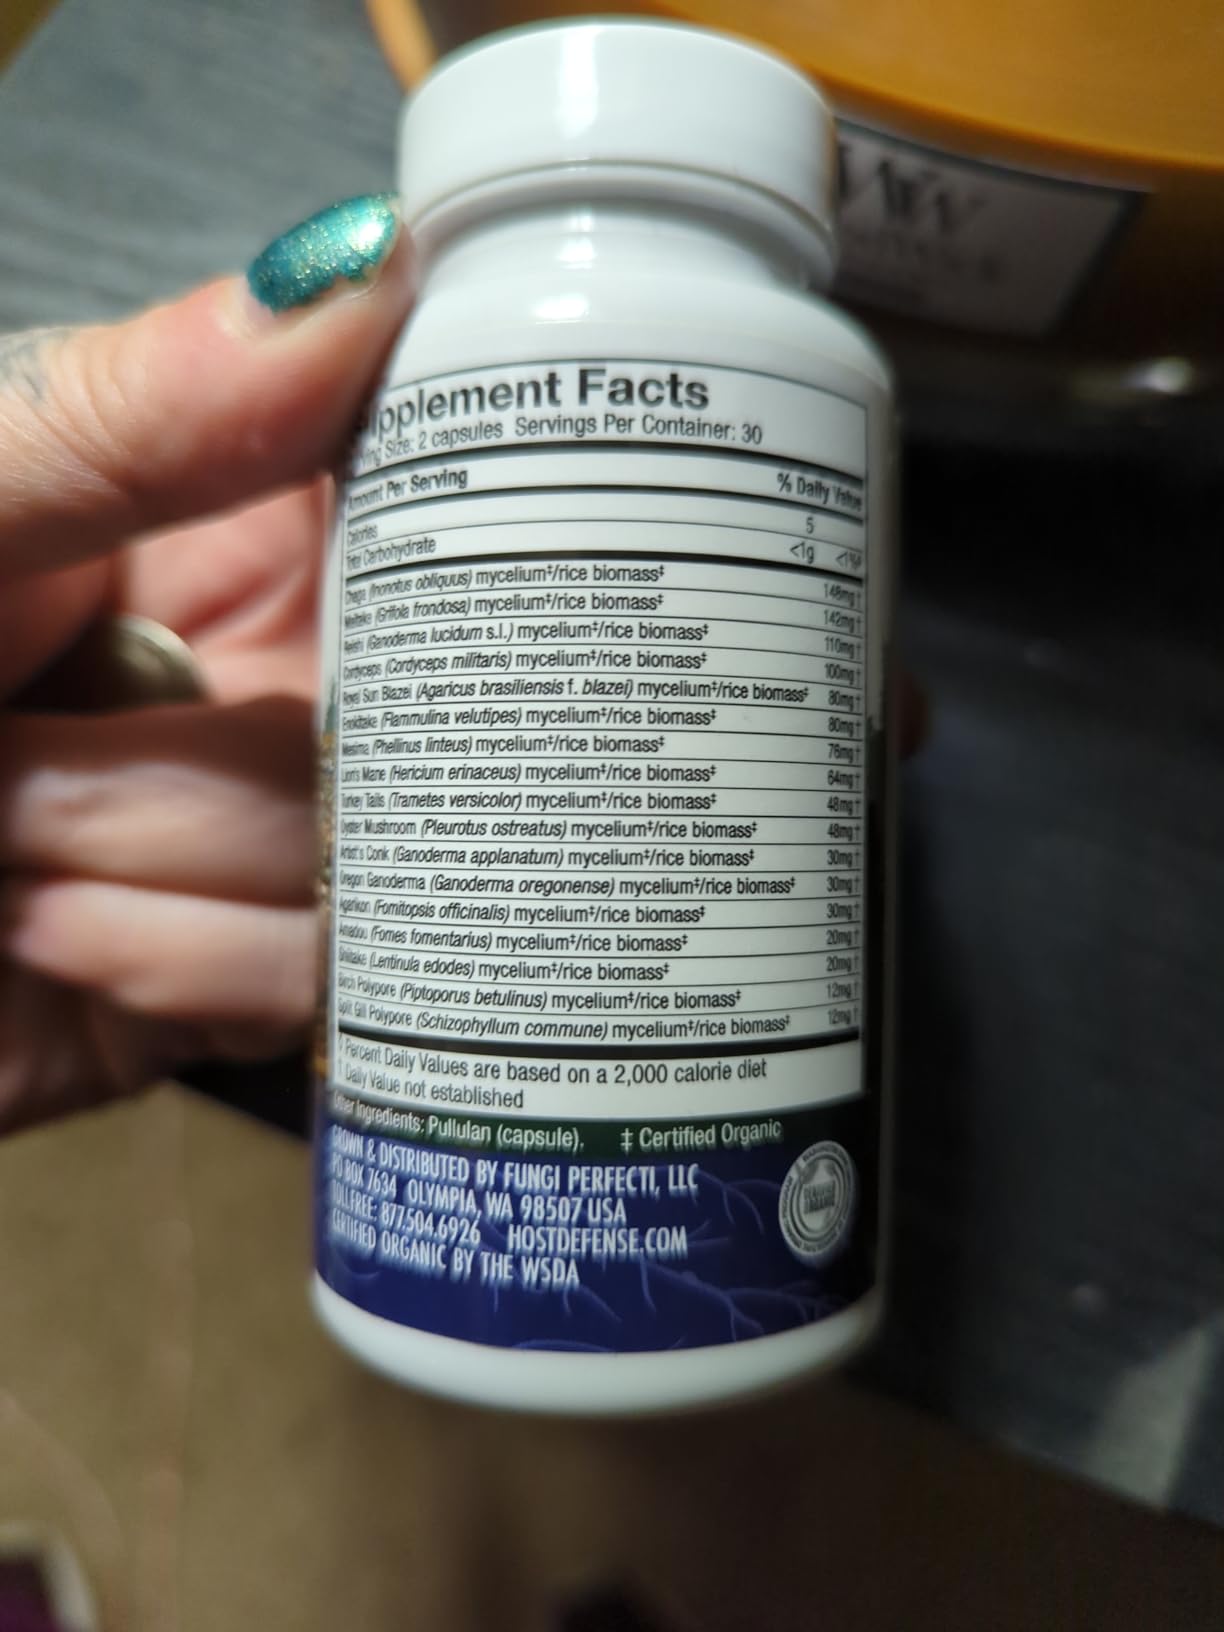 Supplement Facts
Serving Size: 2 capsules Servings Per Container: 30
Amount Per Serving % Daily Value
Calories 5
Total Carbohydrate <1g <1%◊
Chaga (Inonotus obliquus) mycelium‡/rice biomass‡ 148mg †
Maitake (Grifola frondosa) mycelium‡/rice biomass‡ 142mg †
Reishi (Ganoderma lucidum s.l.) mycelium‡/rice biomass‡ 110mg †
Cordyceps (Cordyceps militaris) mycelium‡/rice biomass‡ 100mg †
Royal Sun Blazei (Agaricus brasiliensis f. blazei) mycelium‡/rice biomass‡ 80mg †
Enokitake (Flammulina velutipes) mycelium‡/rice biomass‡ 80mg †
Mesima (Phellinus linteus) mycelium‡/rice biomass‡ 76mg †
Lion's Mane (Hericium erinaceus) mycelium‡/rice biomass‡ 64mg †
Turkey Tails (Trametes versicolor) mycelium‡/rice biomass‡ 48mg †
Oyster Mushroom (Pleurotus ostreatus) mycelium‡/rice biomass‡ 48mg †
Artist's Conk (Ganoderma applanatum) mycelium‡/rice biomass‡ 30mg †
Oregon Ganoderma (Ganoderma oregonense) mycelium‡/rice biomass‡ 30mg †
Agarikon (Fomitopsis officinalis) mycelium‡/rice biomass‡ 30mg †
Amadou (Fomes fomentarius) mycelium‡/rice biomass‡ 20mg †
Shiitake (Lentinula edodes) mycelium‡/rice biomass‡ 20mg †
Birch Polypore (Piptoporus betulinus) mycelium‡/rice biomass‡ 12mg †
Split Gill Polypore (Schizophyllum commune) mycelium‡/rice biomass‡ 12mg †
◊ Percent Daily Values are based on a 2,000 calorie diet
† Daily Value not established
Other Ingredients: Pullulan (capsule). ‡ Certified Organic
GROWN & DISTRIBUTED BY FUNGI PERFECTI, LLC
PO BOX 7634 OLYMPIA, WA 98507 USA
TOLL FREE: 877.504.6926 HOSTDEFENSE.COM
CERTIFIED ORGANIC BY THE WSDA